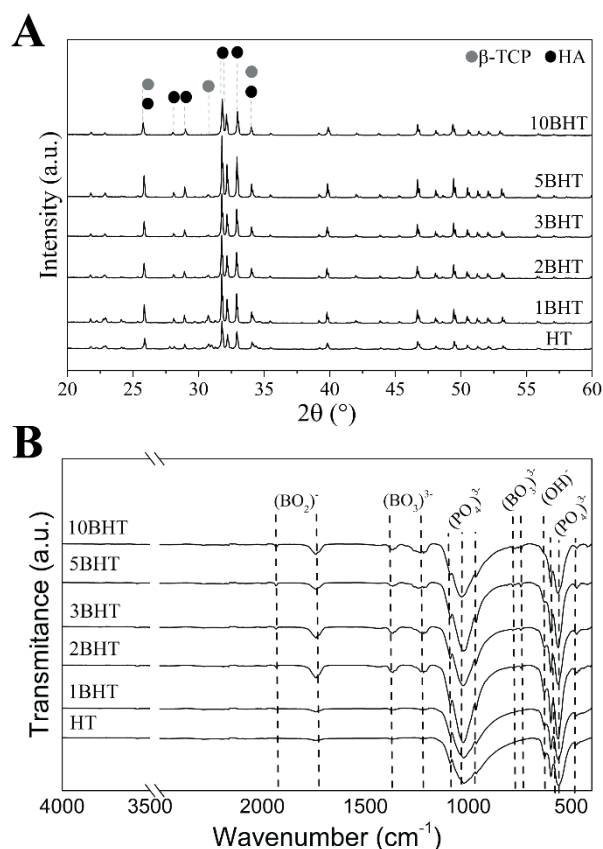 A
β-TCP HA
10BHT
5BHT
3BHT
2BHT
1BHT
HT
Intensity (a.u.)
20 25 30 35 40 45 50 55 60
2θ (°)
B
(BO₂)⁻ (BO₃)³⁻ (PO₄)³⁻ (BO₃)³⁻ (OH)⁻ (PO₄)³⁻
10BHT
5BHT
3BHT
2BHT
1BHT
HT
Transmitance (a.u.)
4000 3500 2000 1500 1000 500
Wavenumber (cm⁻¹)